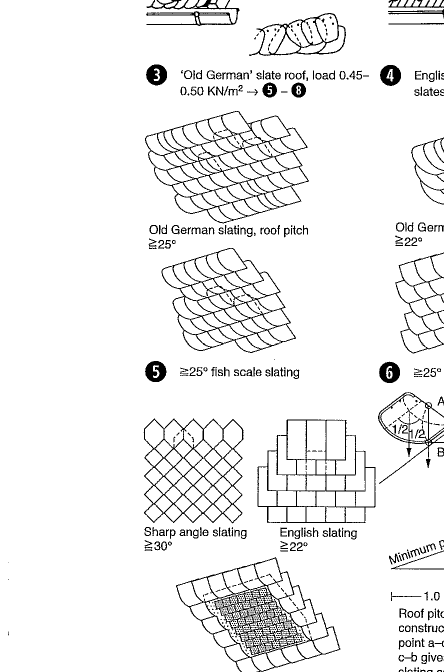 3 'Old German' slate roof, load 0.45–
0.50 KN/m² → 5 – 8
4 Englis
slates
Old German slating, roof pitch
≧25°
Old Germ
≧22°
5 ≧25° fish scale slating
6 ≧25°
A
1/2 1/2
B
Sharp angle slating
≧30°
English slating
≧22°
Minimum p
1.0
Roof pitc
construc
point a–c
c–b give